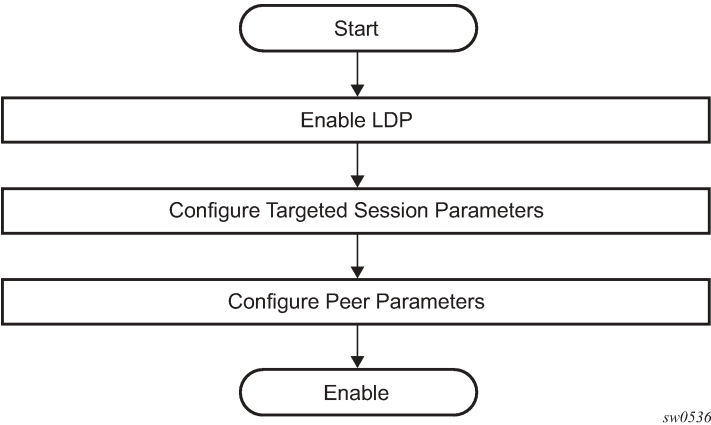 Start
Enable LDP
Configure Targeted Session Parameters
Configure Peer Parameters
Enable
sw0536